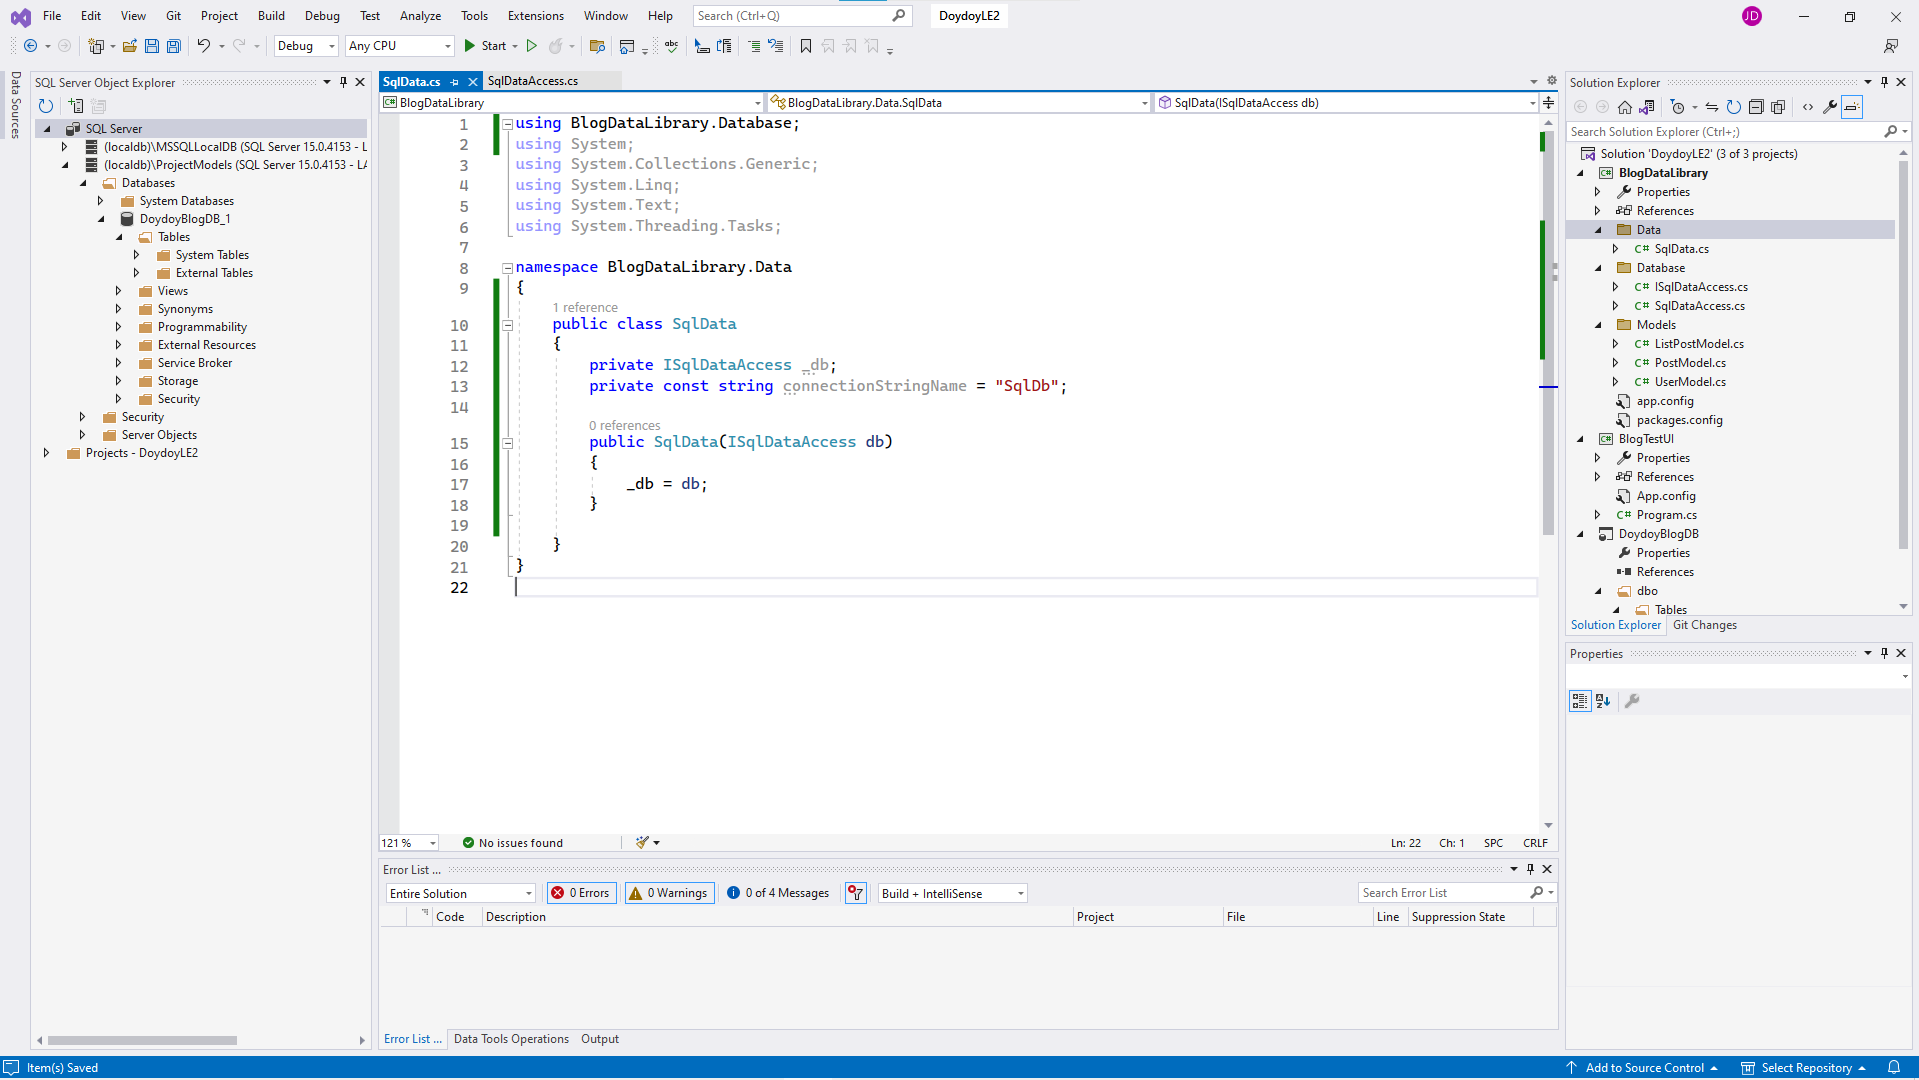 File Edit View Git Project Build Debug Test Analyze Tools Extensions Window Help Search (Ctrl+Q) DoydoyLE2 JD
Debug Any CPU Start
Data Sources
SQL Server Object Explorer
SQL Server
(localdb)\MSSQLLocalDB (SQL Server 15.0.4153 - L
(localdb)\ProjectModels (SQL Server 15.0.4153 - LA
Databases
System Databases
DoydoyBlogDB_1
Tables
System Tables
External Tables
Views
Synonyms
Programmability
External Resources
Service Broker
Storage
Security
Security
Server Objects
Projects - DoydoyLE2
SqlData.cs SqlDataAccess.cs
BlogDataLibrary BlogDataLibrary.Data.SqlData SqlData(ISqlDataAccess db)
1 using BlogDataLibrary.Database;
2 using System;
3 using System.Collections.Generic;
4 using System.Linq;
5 using System.Text;
6 using System.Threading.Tasks;
7
8 namespace BlogDataLibrary.Data
9 {
1 reference
10 public class SqlData
11 {
12 private ISqlDataAccess _db;
13 private const string connectionStringName = "SqlDb";
14
0 references
15 public SqlData(ISqlDataAccess db)
16 {
17 _db = db;
18 }
19
20 }
21 }
22
121 % No issues found Ln: 22 Ch: 1 SPC CRLF
Error List ...
Entire Solution 0 Errors 0 Warnings 0 of 4 Messages Build + IntelliSense Search Error List
Code Description Project File Line Suppression State
Error List ... Data Tools Operations Output
Solution Explorer
Search Solution Explorer (Ctrl+;)
Solution 'DoydoyLE2' (3 of 3 projects)
BlogDataLibrary
Properties
References
Data
C# SqlData.cs
Database
C# ISqlDataAccess.cs
C# SqlDataAccess.cs
Models
C# ListPostModel.cs
C# PostModel.cs
C# UserModel.cs
app.config
packages.config
BlogTestUI
Properties
References
App.config
C# Program.cs
DoydoyBlogDB
Properties
References
dbo
Tables
Solution Explorer Git Changes
Properties
Item(s) Saved Add to Source Control Select Repository